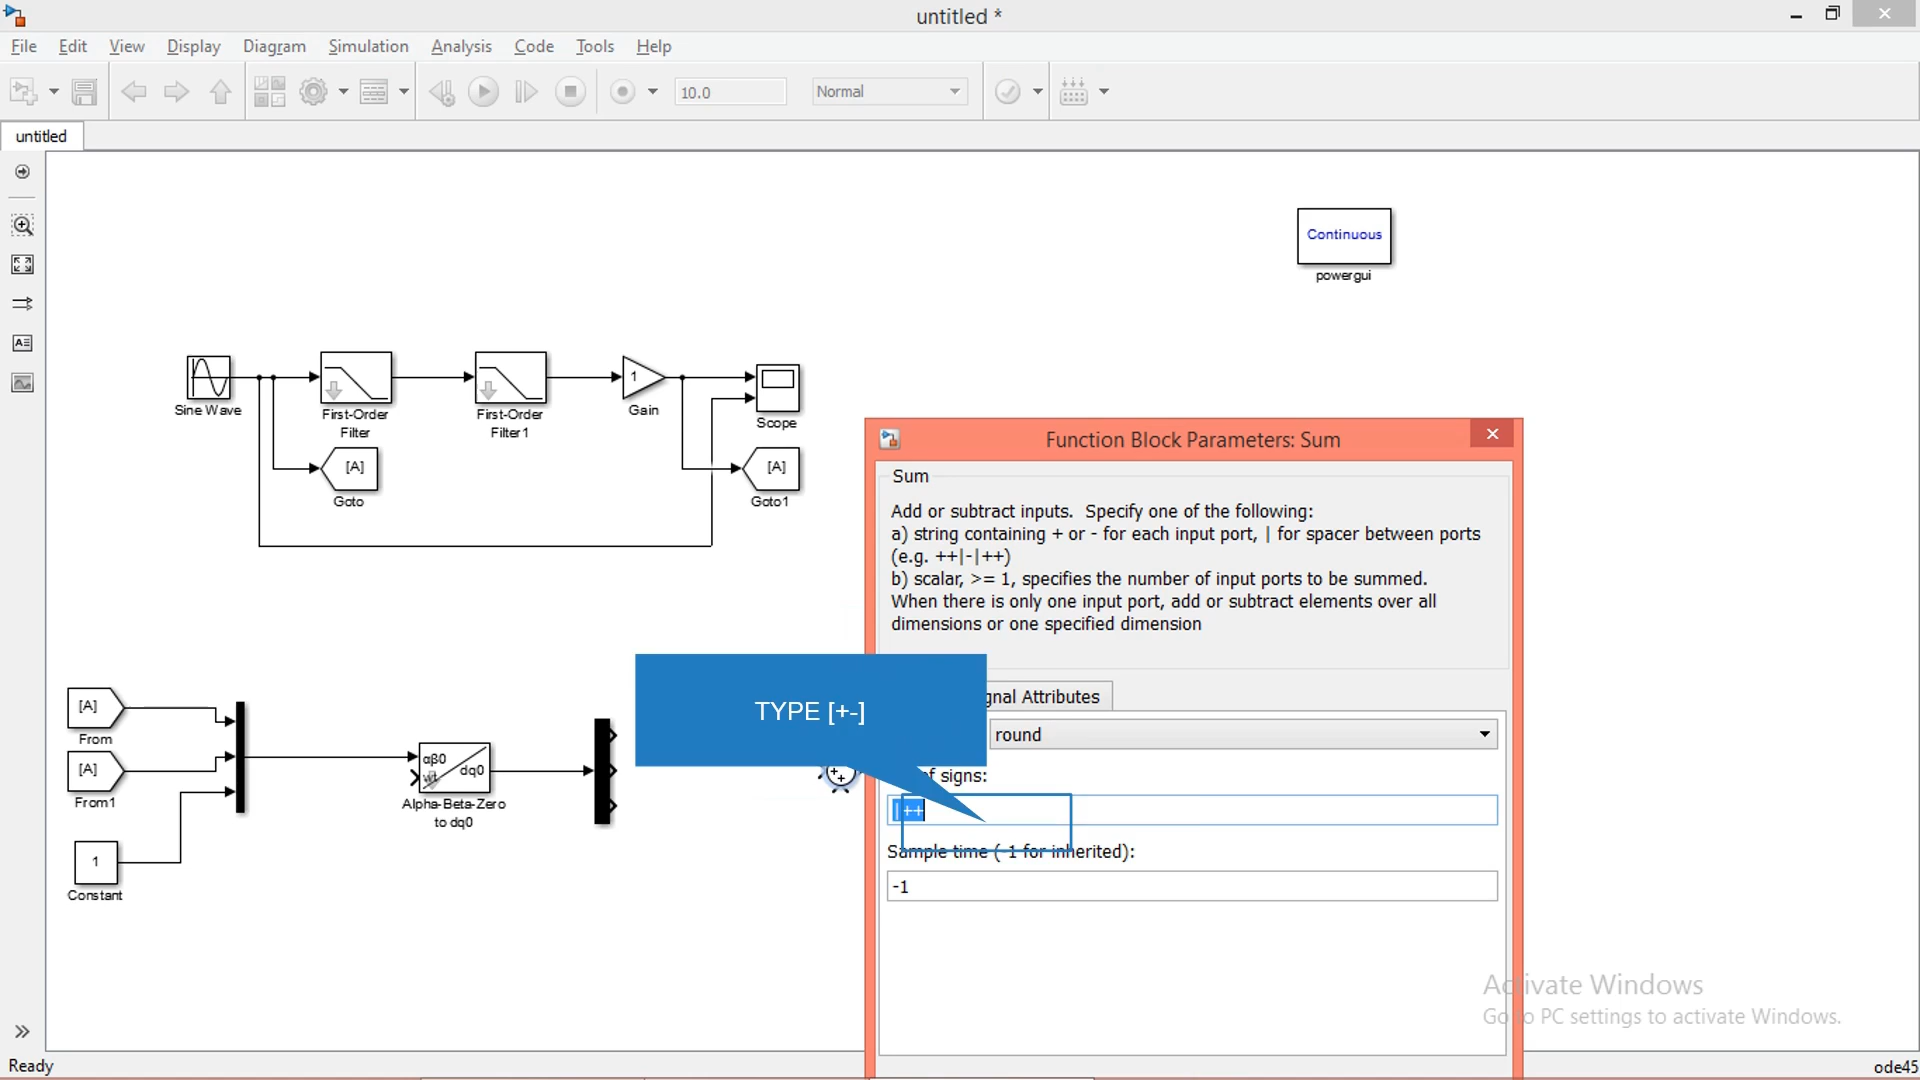 untitled *
File Edit View Display Diagram Simulation Analysis Code Tools Help
10.0 Normal
untitled
Continuous
powergui
1
Sine Wave
First-Order
Filter
First-Order
Filter1
Gain
Scope
[A]
Goto
[A]
Goto1
Function Block Parameters: Sum
Sum
Add or subtract inputs. Specify one of the following:
a) string containing + or - for each input port, | for spacer between ports
(e.g. ++|-|++)
b) scalar, >= 1, specifies the number of input ports to be summed.
When there is only one input port, add or subtract elements over all
dimensions or one specified dimension
gnal Attributes
TYPE [+-]
round
of signs:
|++
Sample time (-1 for inherited):
-1
[A]
From
[A]
From1
1
Constant
αβ0
wt
dq0
Alpha-Beta-Zero
to dq0
Activate Windows
Go to PC settings to activate Windows.
Ready
ode45